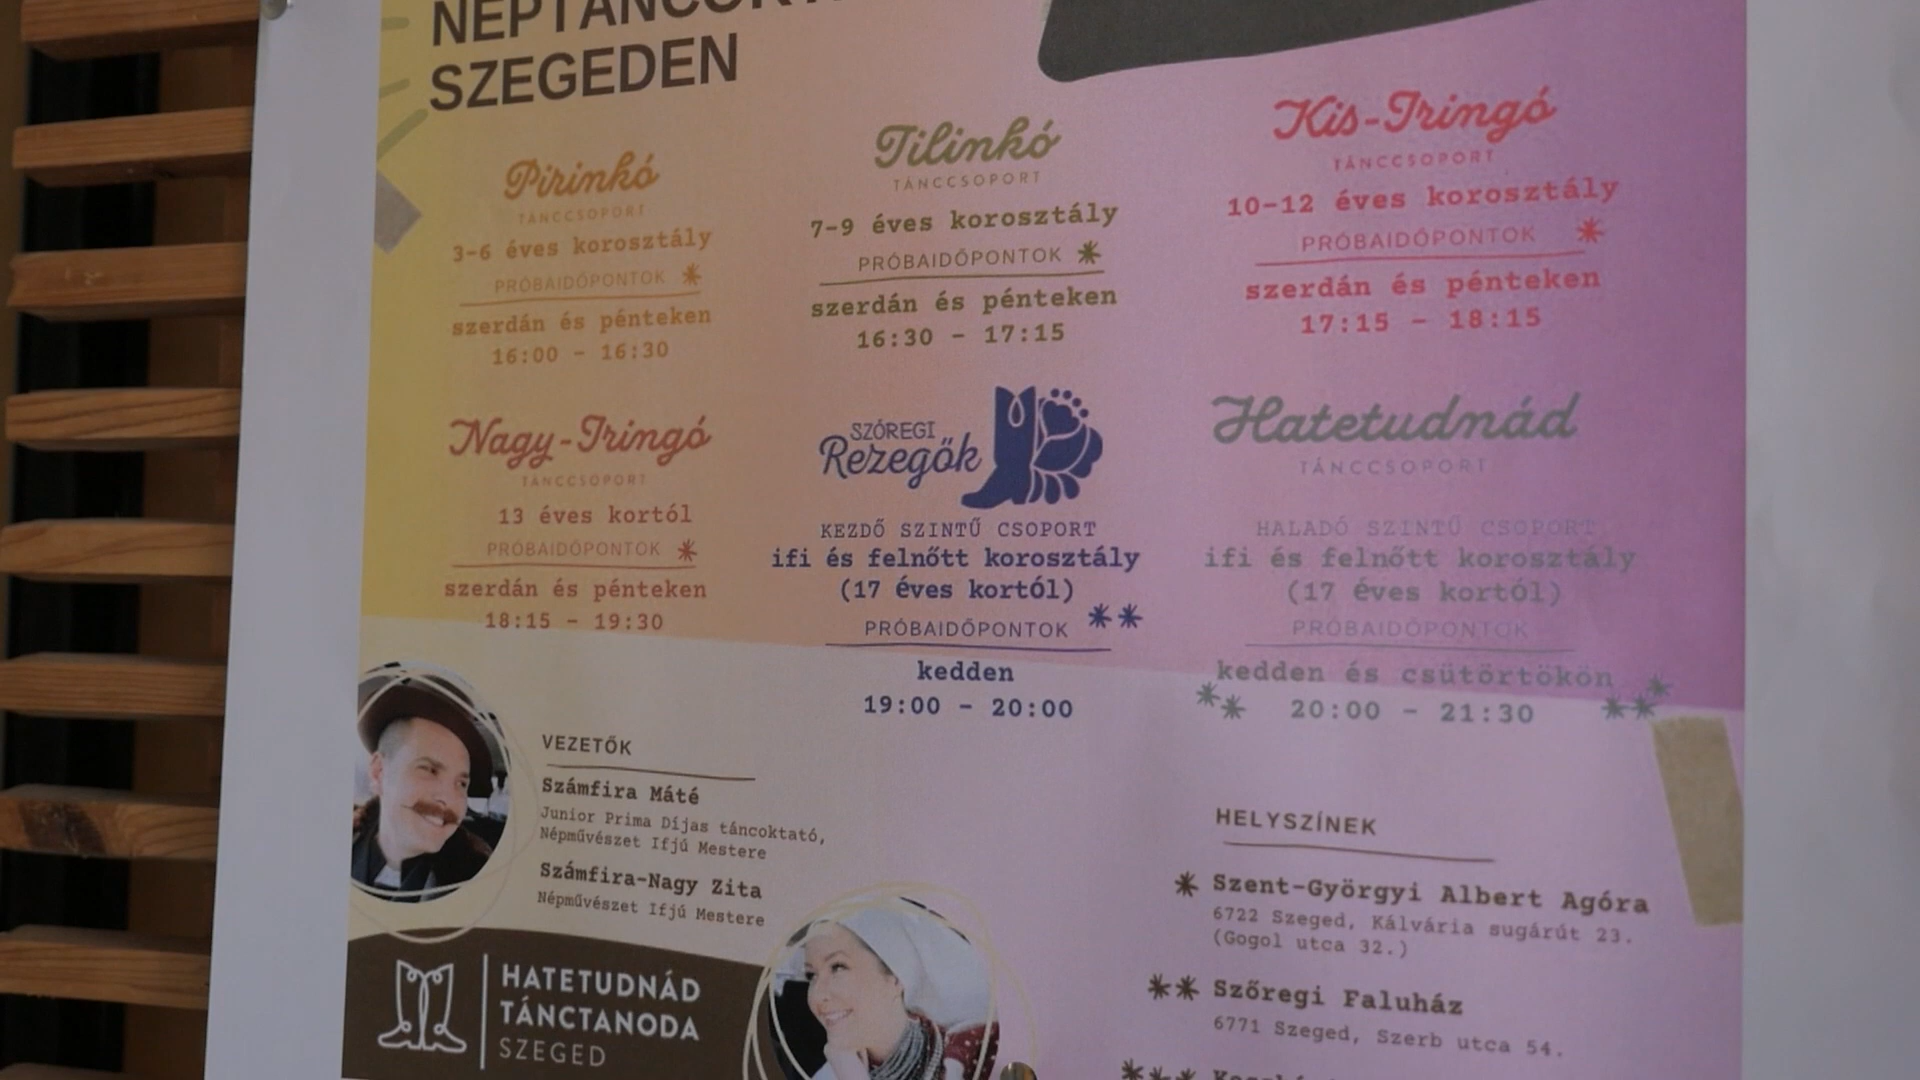 SZEGEDEN
Pirinkó
TÁNCCSOPORT
3-6 éves korosztály
PRÓBAIDŐPONTOK *
szerdán és pénteken
16:00 - 16:30
Tilinkó
TÁNCCSOPORT
7-9 éves korosztály
PRÓBAIDŐPONTOK *
szerdán és pénteken
16:30 - 17:15
Kis-Iringó
TÁNCCSOPORT
10-12 éves korosztály
PRÓBAIDŐPONTOK *
szerdán és pénteken
17:15 - 18:15
Nagy-Iringó
TÁNCCSOPORT
13 éves kortól
PRÓBAIDŐPONTOK *
szerdán és pénteken
18:15 - 19:30
SZŐREGI
Rezegők
KEZDŐ SZINTŰ CSOPORT
ifi és felnőtt korosztály
(17 éves kortól)
PRÓBAIDŐPONTOK **
kedden
19:00 - 20:00
Hatetudnád
TÁNCCSOPORT
HALADÓ SZINTŰ CSOPORT
ifi és felnőtt korosztály
(17 éves kortól)
PRÓBAIDŐPONTOK
kedden és csütörtökön
** 20:00 - 21:30 ***
VEZETŐK
Számfira Máté
Junior Prima Díjas táncoktató,
Népművészet Ifjú Mestere
Számfira-Nagy Zita
Népművészet Ifjú Mestere
HATETUDNÁD
TÁNCTANODA
SZEGED
HELYSZÍNEK
* Szent-Györgyi Albert Agóra
6722 Szeged, Kálvária sugárút 23.
(Gogol utca 32.)
** Szőregi Faluház
6771 Szeged, Szerb utca 54.
***